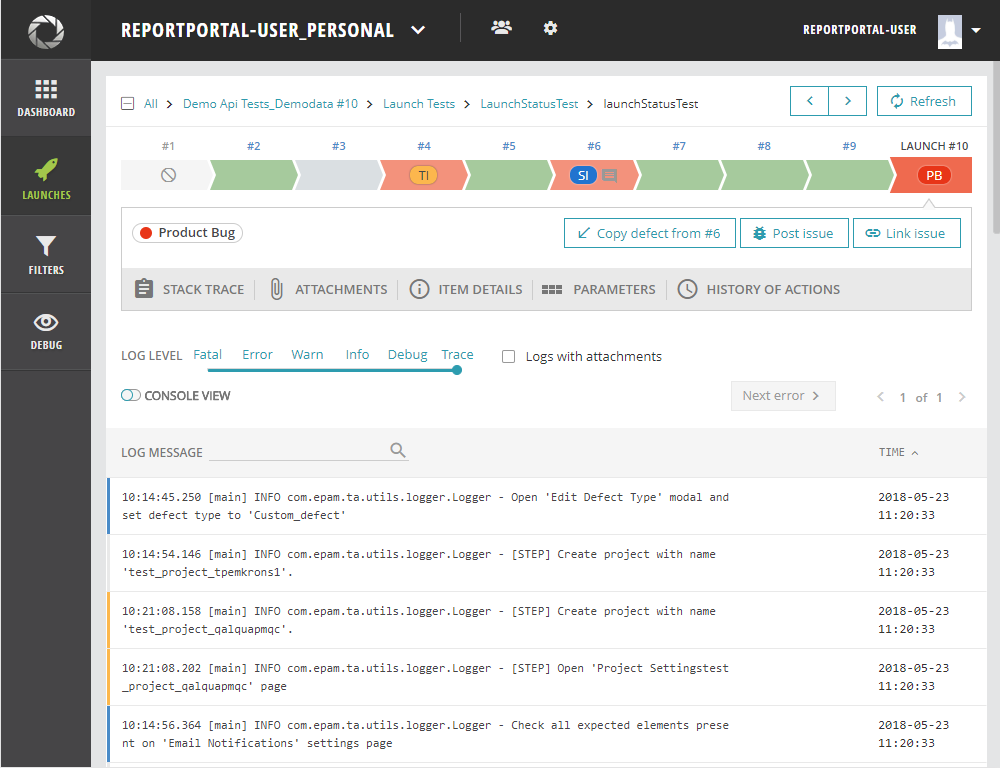 REPORTPORTAL-USER_PERSONAL
REPORTPORTAL-USER
DASHBOARD
LAUNCHES
FILTERS
DEBUG
All > Demo Api Tests_Demodata #10 > Launch Tests > LaunchStatusTest > launchStatusTest
< > Refresh
#1 #2 #3 #4 #5 #6 #7 #8 #9 LAUNCH #10
TI SI PB
Product Bug
Copy defect from #6 Post issue Link issue
STACK TRACE ATTACHMENTS ITEM DETAILS PARAMETERS HISTORY OF ACTIONS
LOG LEVEL Fatal Error Warn Info Debug Trace Logs with attachments
CONSOLE VIEW Next error > < 1 of 1 >
LOG MESSAGE TIME
10:14:45.250 [main] INFO com.epam.ta.utils.logger.Logger - Open 'Edit Defect Type' modal and 2018-05-23
set defect type to 'Custom_defect' 11:20:33
10:14:54.146 [main] INFO com.epam.ta.utils.logger.Logger - [STEP] Create project with name 2018-05-23
'test_project_tpemkrons1'. 11:20:33
10:21:08.158 [main] INFO com.epam.ta.utils.logger.Logger - [STEP] Create project with name 2018-05-23
'test_project_qalquapmqc'. 11:20:33
10:21:08.202 [main] INFO com.epam.ta.utils.logger.Logger - [STEP] Open 'Project Settingstest 2018-05-23
_project_qalquapmqc' page 11:20:33
10:14:56.364 [main] INFO com.epam.ta.utils.logger.Logger - Check all expected elements prese 2018-05-23
nt on 'Email Notifications' settings page 11:20:33